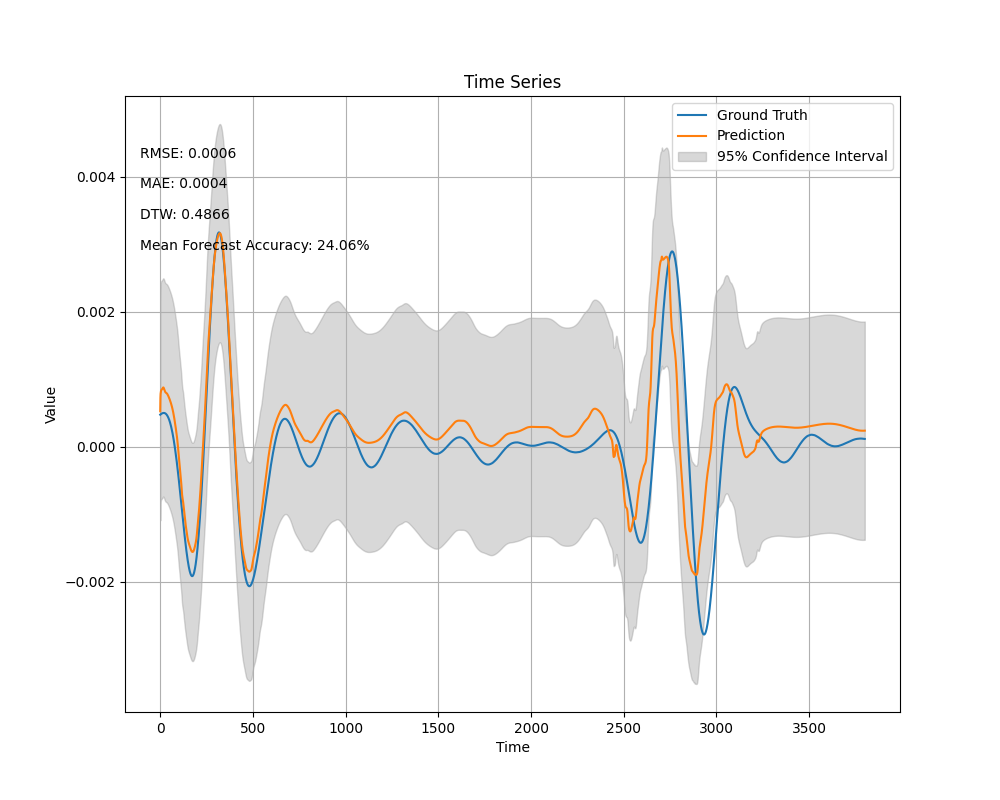 Time Series
Ground Truth
Prediction
95% Confidence Interval
RMSE: 0.0006
MAE: 0.0004
DTW: 0.4866
Mean Forecast Accuracy: 24.06%
0.004
0.002
0.000
−0.002
Value
0 500 1000 1500 2000 2500 3000 3500
Time